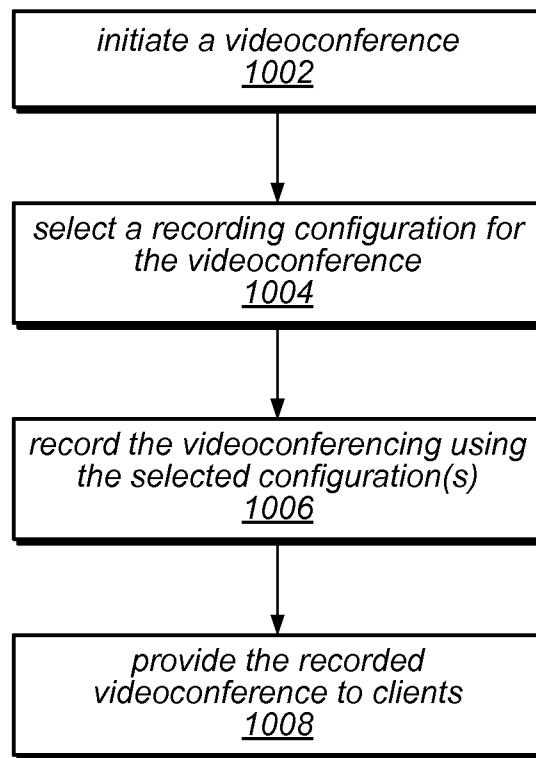 initiate a videoconference
1002
select a recording configuration for
the videoconference
1004
record the videoconferencing using
the selected configuration(s)
1006
provide the recorded
videoconference to clients
1008